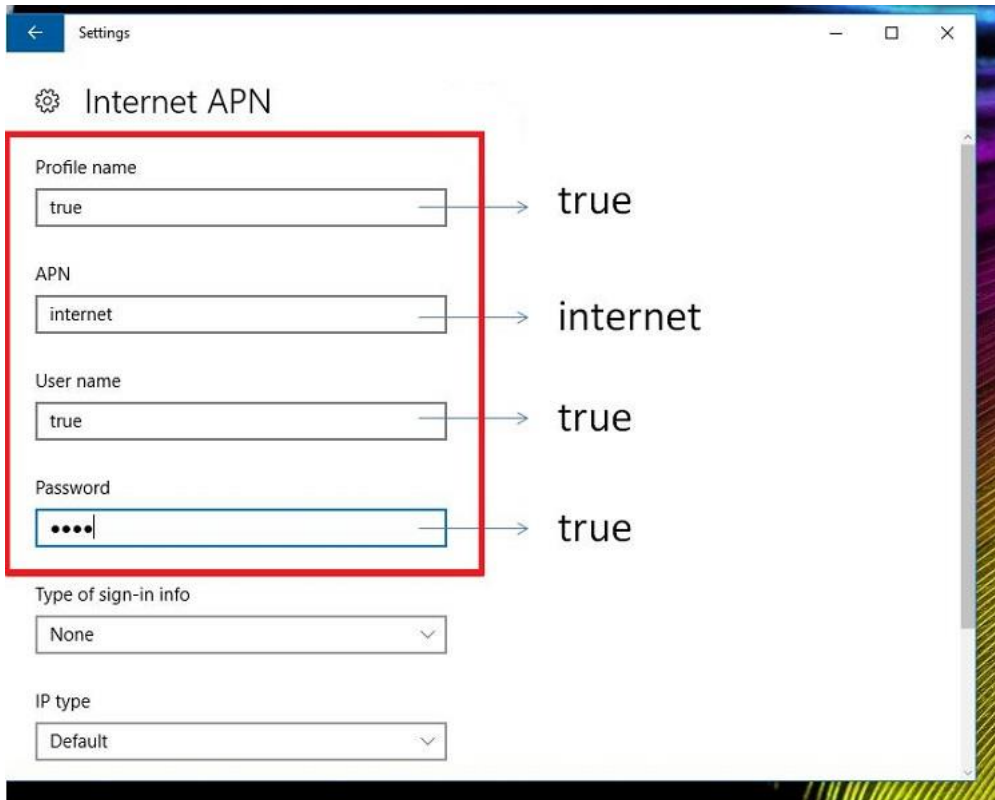 Settings
Internet APN
Profile name
true
true
APN
internet
internet
User name
true
true
Password
••••
true
Type of sign-in info
None
IP type
Default